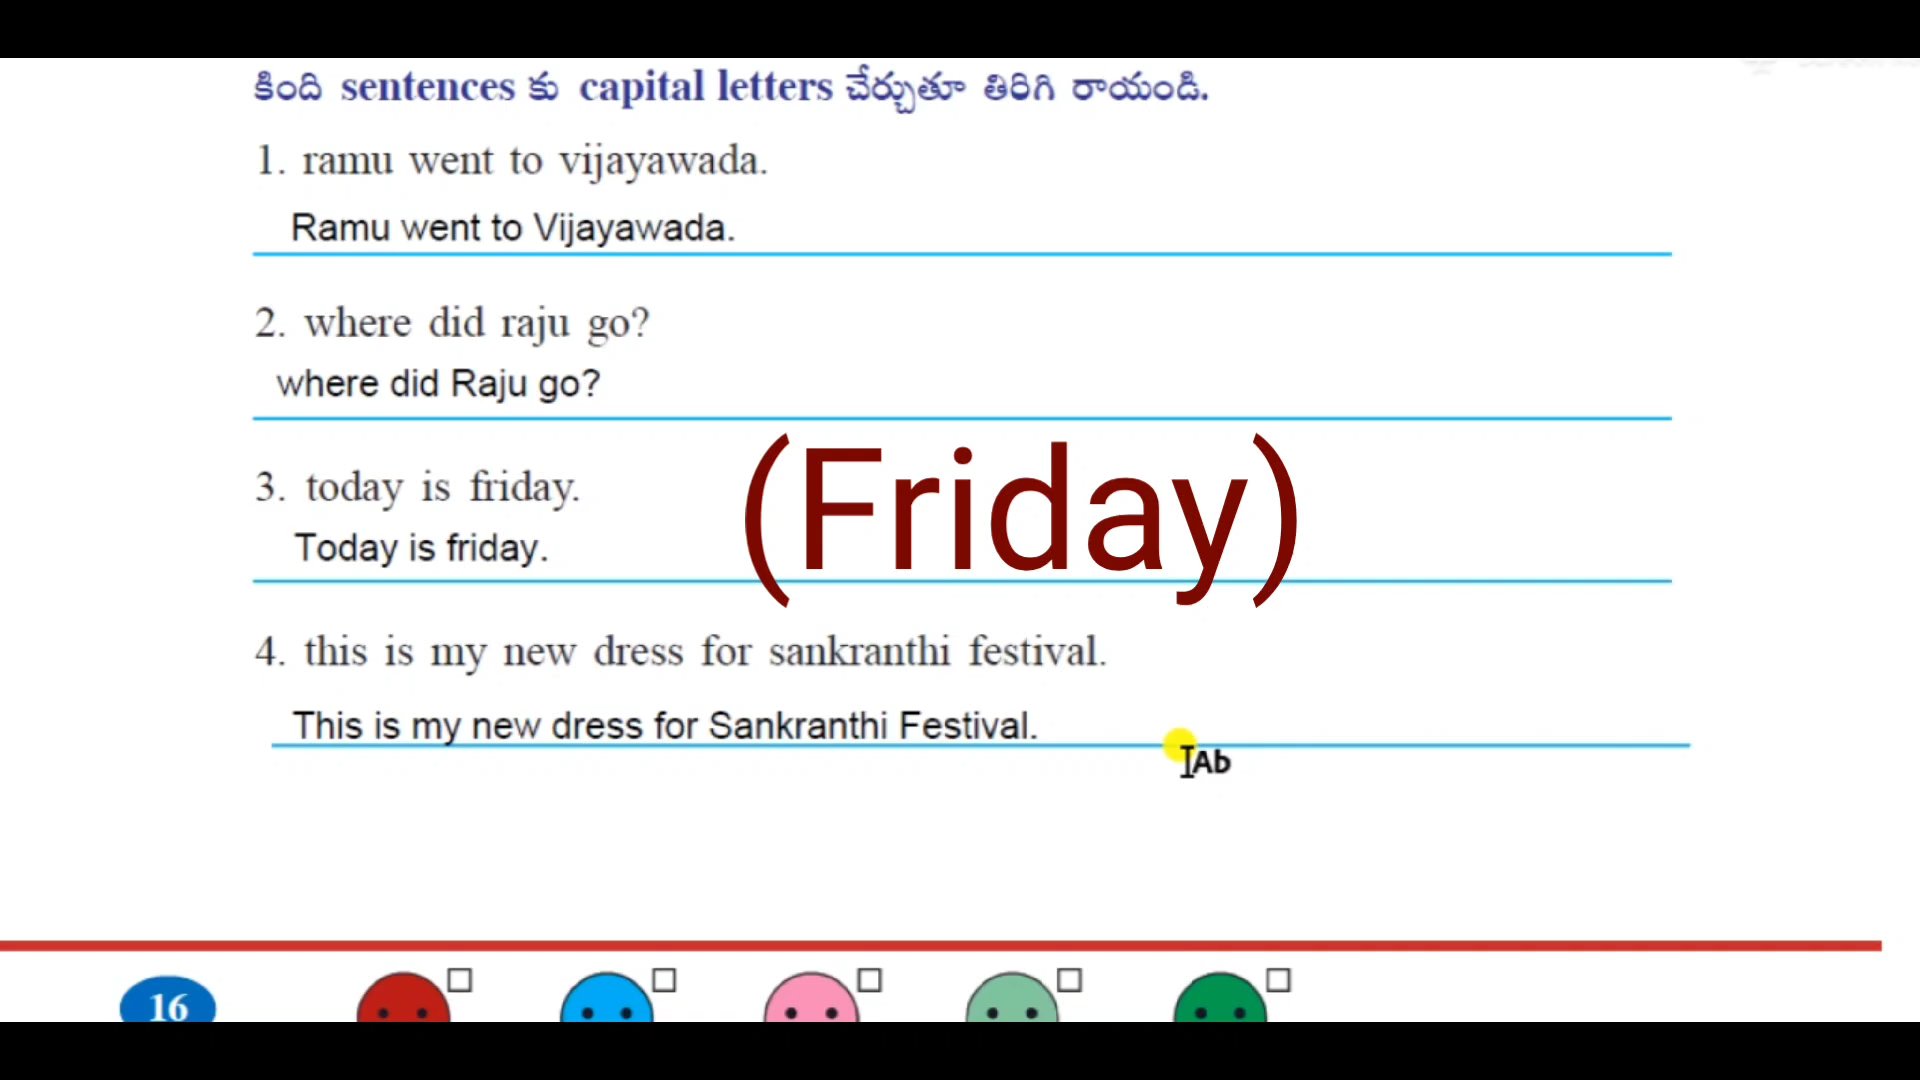 కింది sentences కు capital letters చేర్చుతూ తిరిగి రాయండి.
1. ramu went to vijayawada.
Ramu went to Vijayawada.
2. where did raju go?
where did Raju go?
3. today is friday.
Today is friday.
(Friday)
4. this is my new dress for sankranthi festival.
This is my new dress for Sankranthi Festival.
Ab
16